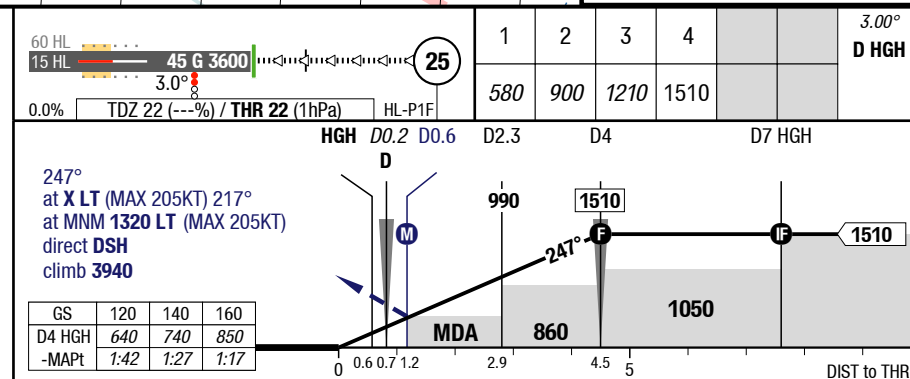 60 HL
15 HL 45 G 3600 25
3.0°
0.0% TDZ 22 (---%) / THR 22 (1hPa) HL-P1F
1 2 3 4 3.00°
D HGH
580 900 1210 1510
HGH D0.2 D0.6 D2.3 D4 D7 HGH
D
247°
at X LT (MAX 205KT) 217°
at MNM 1320 LT (MAX 205KT)
direct DSH
climb 3940
990 1510
M 247° F IF 1510
1050
MDA 860
GS 120 140 160
D4 HGH 640 740 850
-MAPt 1:42 1:27 1:17
0 0.6 0.7 1.2 2.9 4.5 5 DIST to THR